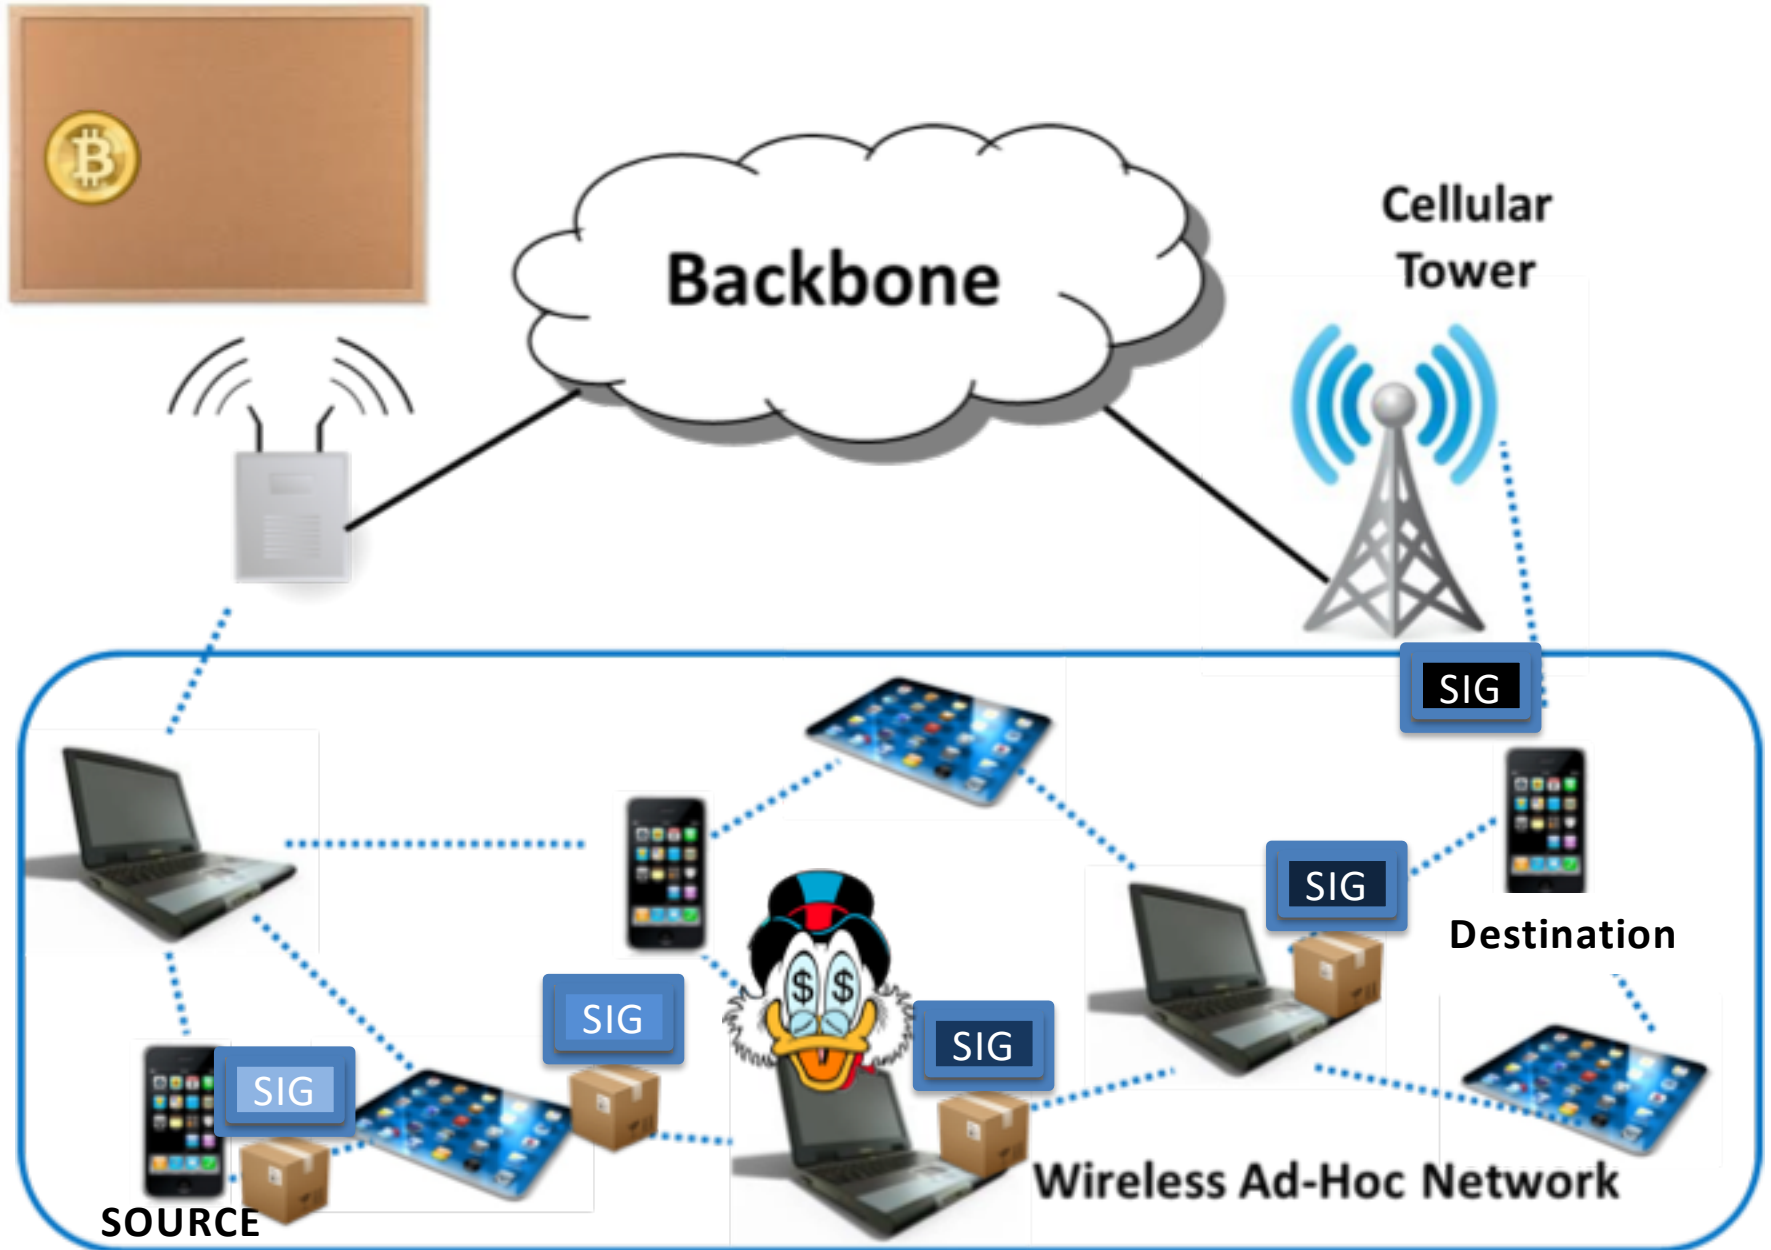 Backbone
Cellular
Tower
SIG
SIG
Destination
SIG
SIG
SIG
$ $
Wireless Ad-Hoc Network
SOURCE